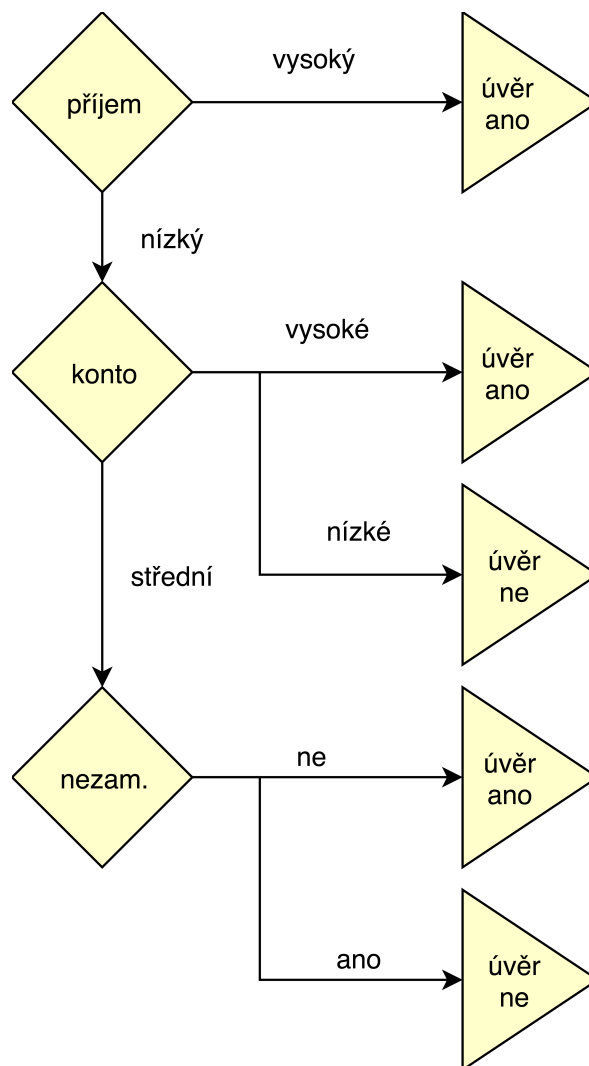 příjem
vysoký
úvěr
ano
nízký
konto
vysoké
úvěr
ano
nízké
úvěr
ne
střední
nezam.
ne
úvěr
ano
ano
úvěr
ne